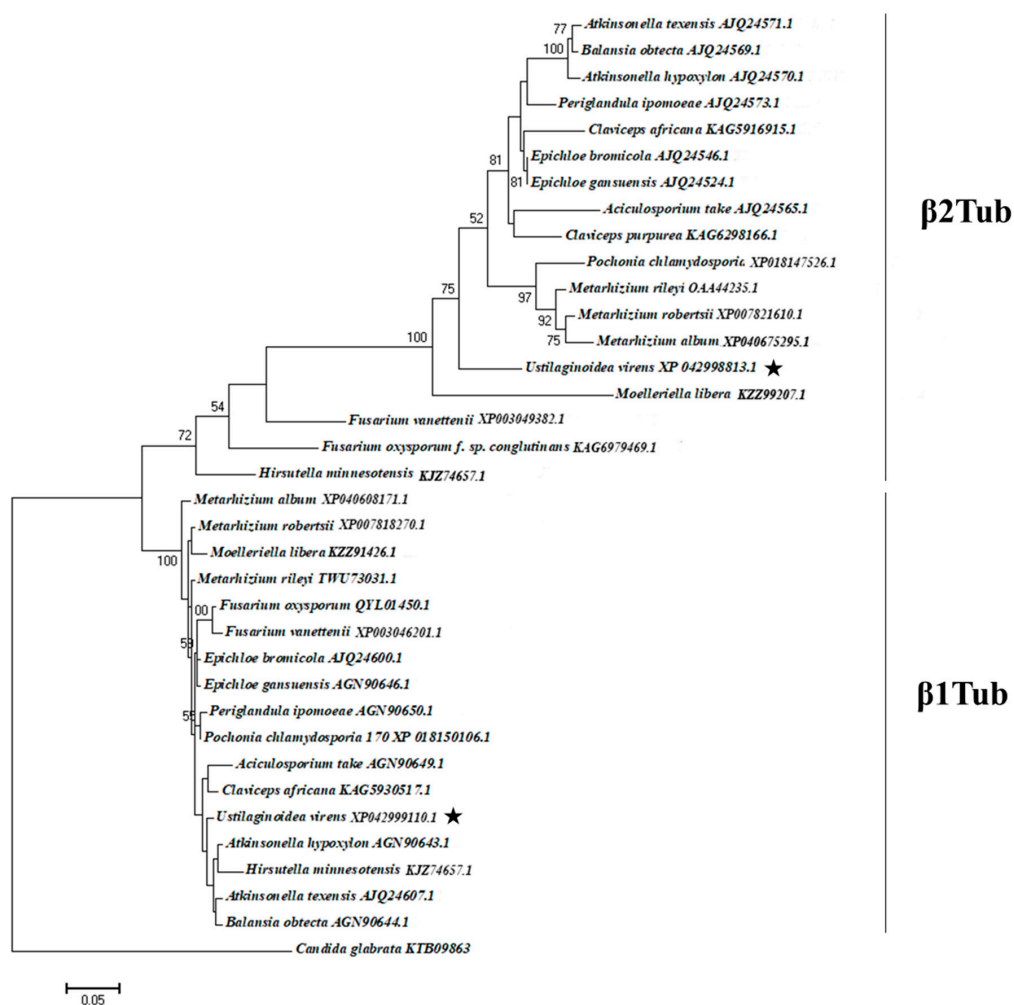 Atkinsonella texensis AJQ24571.1
77
100
Balansia obtecta AJQ24569.1
Atkinsonella hypoxylon AJQ24570.1
Periglandula ipomoeae AJQ24573.1
Claviceps africana KAG5916915.1
81
Epichloe bromicola AJQ24546.1
81
Epichloe gansuensis AJQ24524.1
Aciculosporium take AJQ24565.1
52
Claviceps purpurea KAG6298166.1
Pochonia chlamydosporia XP018147526.1
75
97
Metarhizium rileyi OAA44235.1
92
Metarhizium robertsii XP007821610.1
100
75
Metarhizium album XP040675295.1
Ustilaginoidea virens XP 042998813.1 ★
Moelleriella libera KZZ99207.1
54
Fusarium vanettenii XP003049382.1
72
Fusarium oxysporum f. sp. conglutinans KAG6979469.1
Hirsutella minnesotensis KJZ74657.1
β2Tub
Metarhizium album XP040608171.1
Metarhizium robertsii XP007818270.1
100
Moelleriella libera KZZ91426.1
Metarhizium rileyi TWU73031.1
00
Fusarium oxysporum QYL01450.1
Fusarium vanettenii XP003046201.1
Epichloe bromicola AJQ24600.1
Epichloe gansuensis AGN90646.1
55
Periglandula ipomoeae AGN90650.1
Pochonia chlamydosporia 170 XP 018150106.1
Aciculosporium take AGN90649.1
Claviceps africana KAG5930517.1
Ustilaginoidea virens XP042999110.1 ★
Atkinsonella hypoxylon AGN90643.1
Hirsutella minnesotensis KJZ74657.1
Atkinsonella texensis AJQ24607.1
Balansia obtecta AGN90644.1
β1Tub
Candida glabrata KTB09863
0.05